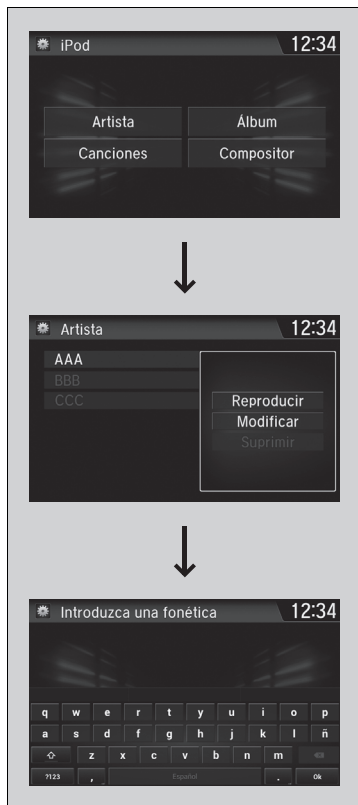 iPod 12:34
Artista Álbum
Canciones Compositor
Artista 12:34
AAA
BBB
CCC
Reproducir
Modificar
Suprimir
Introduzca una fonética 12:34
q w e r t y u i o p
a s d f g h j k l ñ
z x c v b n m
?123 , Español . Ok